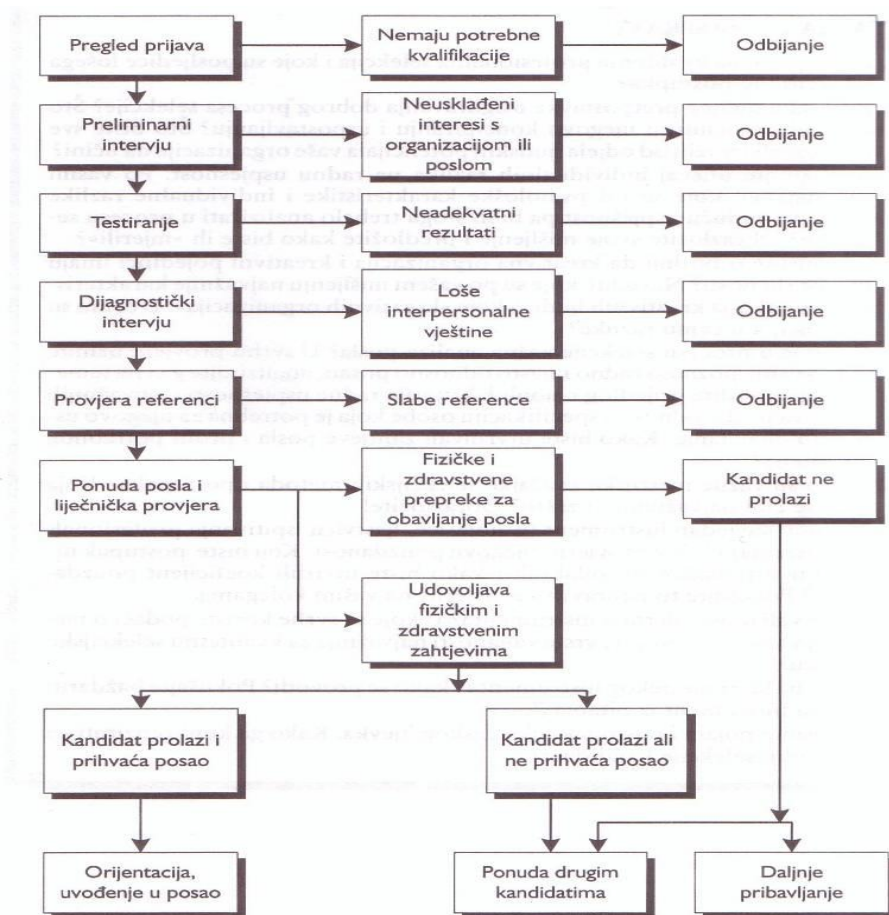 Pregled prijava
Nemaju potrebne
kvalifikacije
Odbijanje
Preliminarni
intervju
Neusklađeni
interesi s
organizacijom ili
poslom
Odbijanje
Testiranje
Neadekvatni
rezultati
Odbijanje
Dijagnostički
intervju
interpersonalne
vještine
Odbijanje
Provjera referenci
Slabe reference
Odbijanje
Ponuda posla i
liječnička provjera
Fizičke i
zdravstvene
prepreke za
obavljanje posla
Kandidat ne
prolazi
Udovoljava
fizičkim i
zdravstvenim
zahtjevima
Kandidat prolazi i
prihvaća posao
Kandidat prolazi ali
ne prihvaća posao
Orijentacija,
uvođenje u posao
Ponuda drugim
kandidatima
Daljnje
pribavljanje